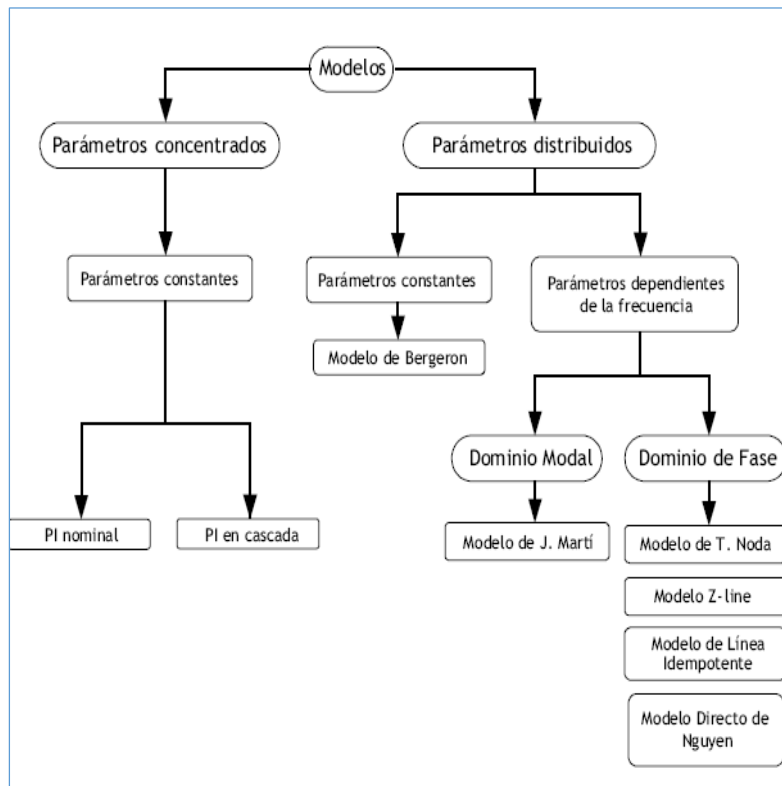 Modelos
Parámetros concentrados
Parámetros distribuidos
Parámetros constantes
Parámetros constantes
Parámetros dependientes
de la frecuencia
Modelo de Bergeron
Dominio Modal
Dominio de Fase
PI nominal
PI en cascada
Modelo de J. Martí
Modelo de T. Noda
Modelo Z-line
Modelo de Línea
Idempotente
Modelo Directo de
Nguyen